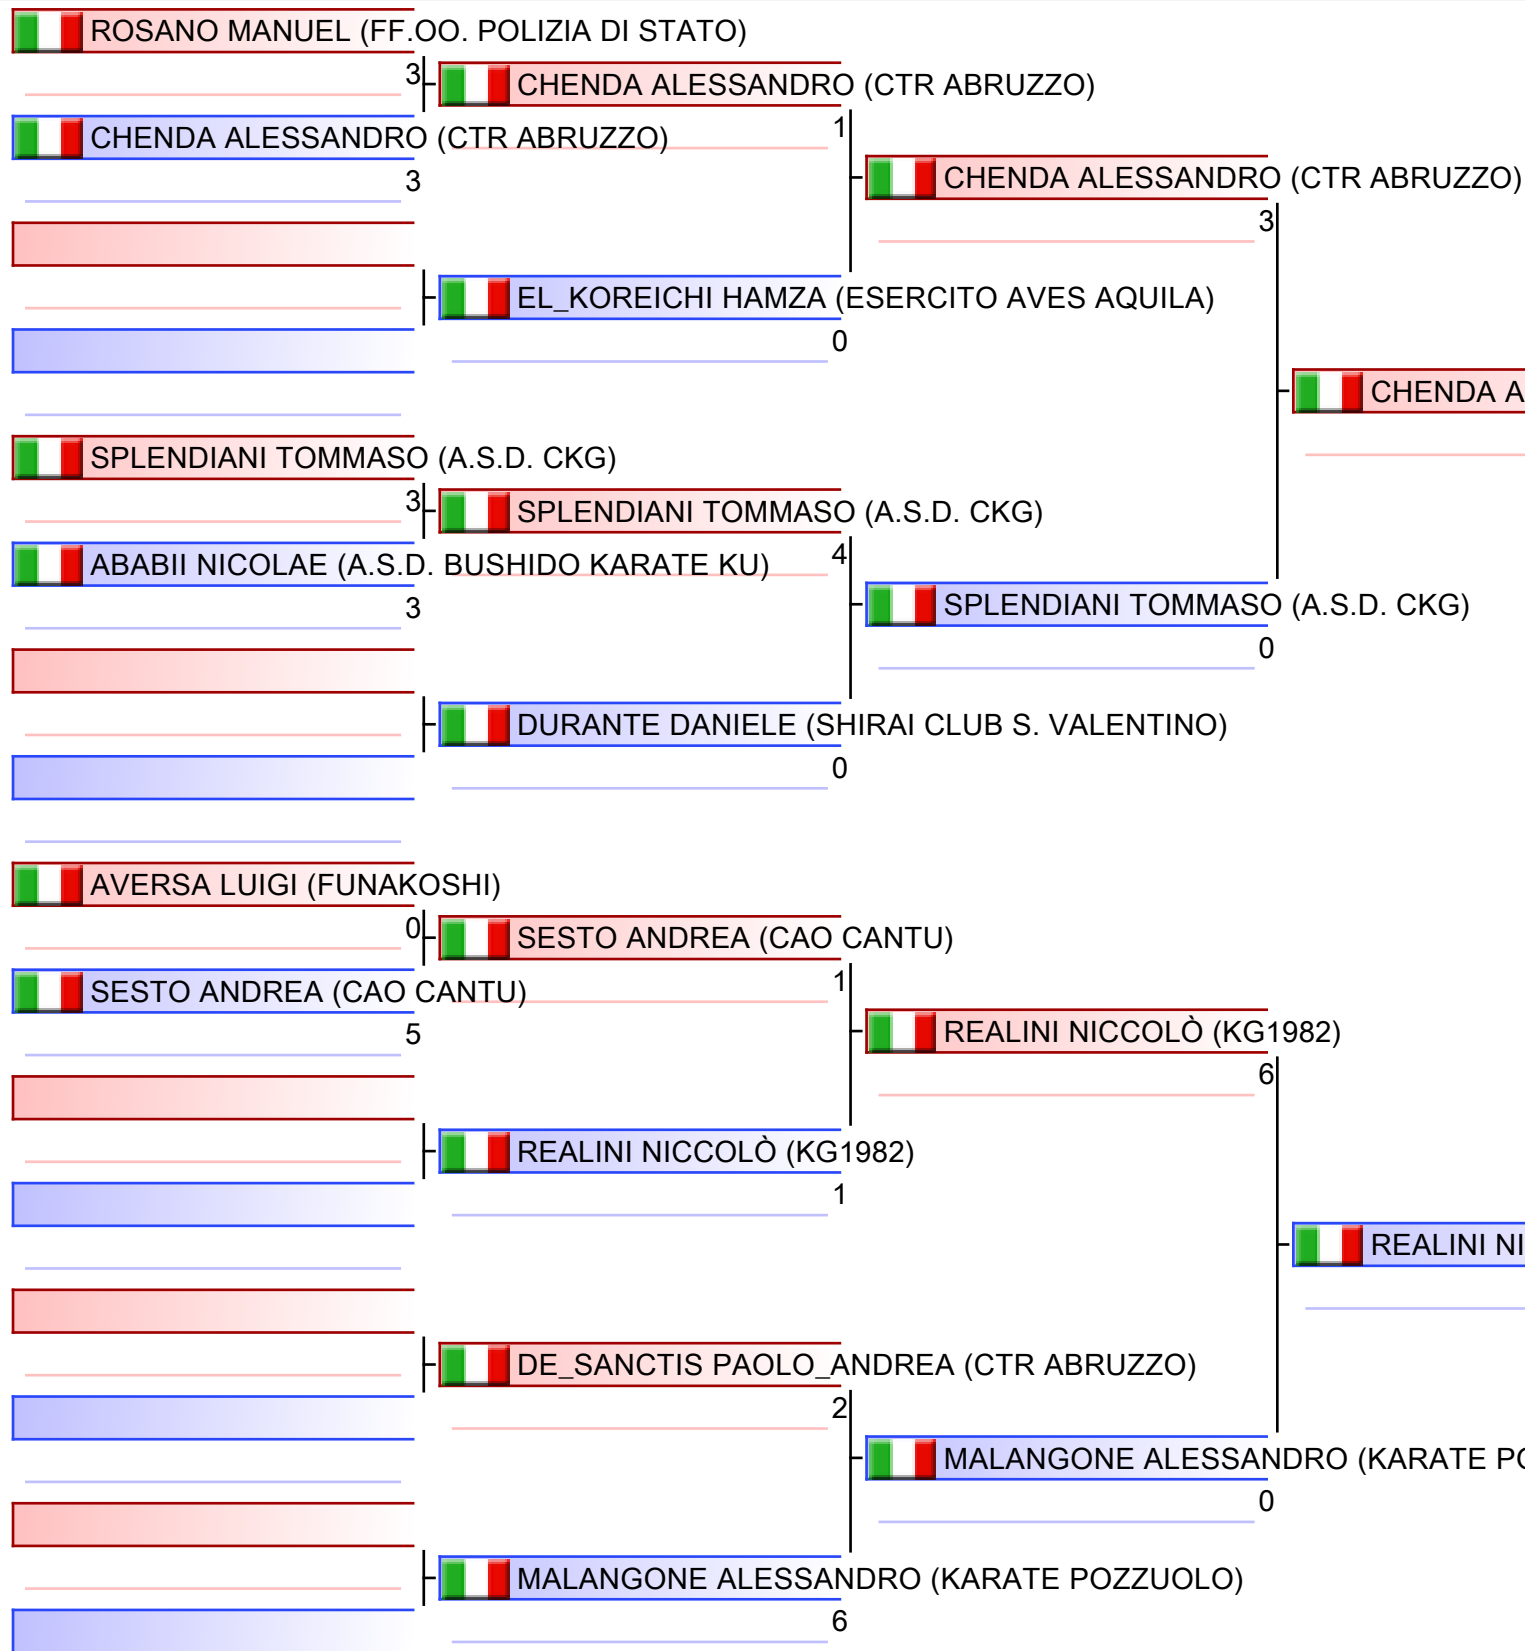 ROSANO MANUEL (FF.OO. POLIZIA DI STATO)
3
CHENDA ALESSANDRO (CTR ABRUZZO)
CHENDA ALESSANDRO (CTR ABRUZZO)
1
3
CHENDA ALESSANDRO (CTR ABRUZZO)
3
EL_KOREICHI HAMZA (ESERCITO AVES AQUILA)
0
CHENDA A
SPLENDIANI TOMMASO (A.S.D. CKG)
3
SPLENDIANI TOMMASO (A.S.D. CKG)
ABABII NICOLAE (A.S.D. BUSHIDO KARATE KU)
4
3
SPLENDIANI TOMMASO (A.S.D. CKG)
0
DURANTE DANIELE (SHIRAI CLUB S. VALENTINO)
0
AVERSA LUIGI (FUNAKOSHI)
0
SESTO ANDREA (CAO CANTU)
SESTO ANDREA (CAO CANTU)
1
5
REALINI NICCOLÒ (KG1982)
6
REALINI NICCOLÒ (KG1982)
1
REALINI NI
DE_SANCTIS PAOLO_ANDREA (CTR ABRUZZO)
2
MALANGONE ALESSANDRO (KARATE PO
0
MALANGONE ALESSANDRO (KARATE POZZUOLO)
6